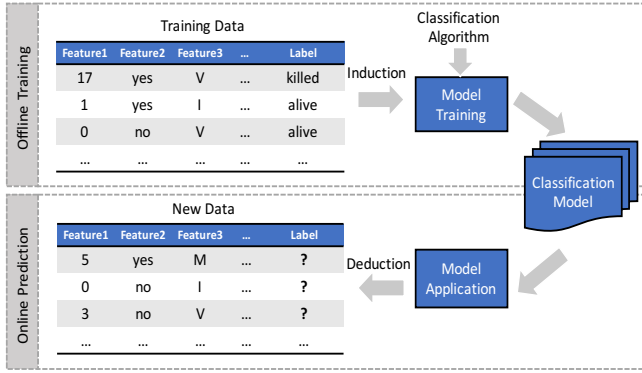 Offline Training
Training Data
Feature1 Feature2 Feature3 ... Label
17 yes V ... killed
1 yes I ... alive
0 no V ... alive
... ... ... ... ...
Induction
Classification
Algorithm
Model
Training
Classification
Model
Online Prediction
New Data
Feature1 Feature2 Feature3 ... Label
5 yes M ... ?
0 no I ... ?
3 no V ... ?
... ... ... ... ...
Deduction
Model
Application